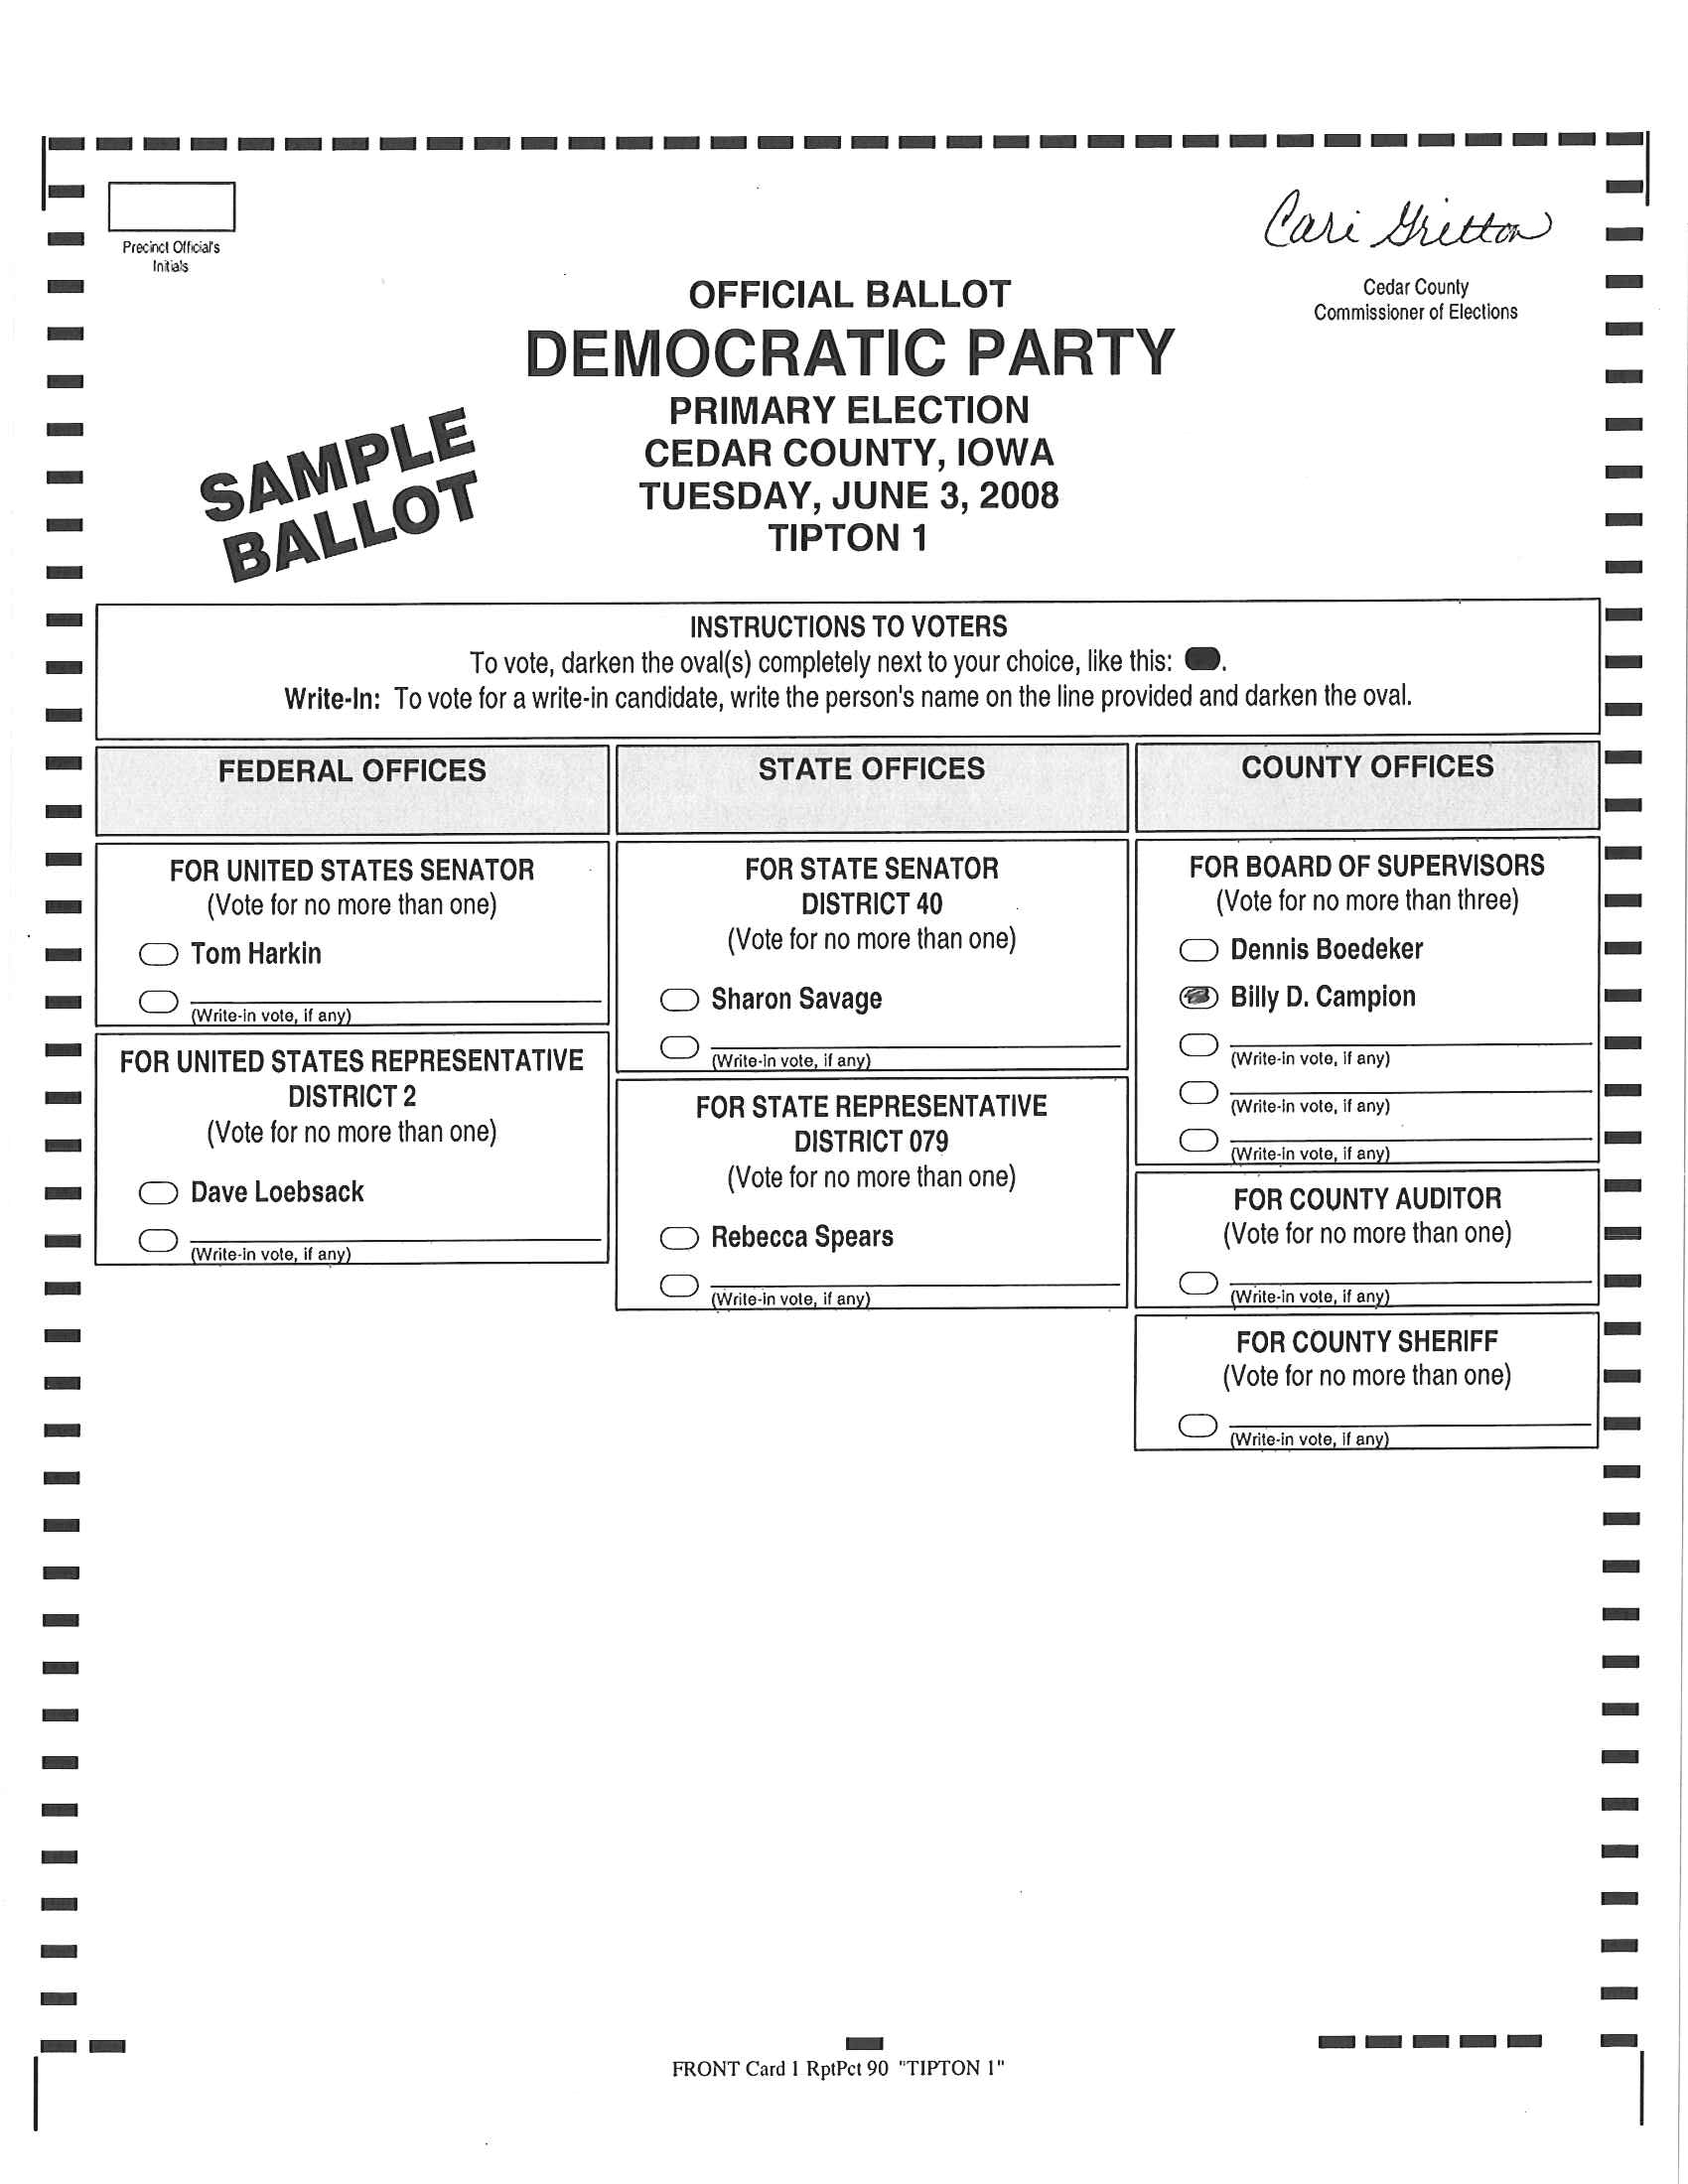 Cari Gritton
Precinct Official's
Initials
Cedar County
Commissioner of Elections
OFFICIAL BALLOT
DEMOCRATIC PARTY
PRIMARY ELECTION
CEDAR COUNTY, IOWA
TUESDAY, JUNE 3, 2008
TIPTON 1
SAMPLE
BALLOT
INSTRUCTIONS TO VOTERS
To vote, darken the oval(s) completely next to your choice, like this: .
Write-In: To vote for a write-in candidate, write the person's name on the line provided and darken the oval.
FEDERAL OFFICES
FOR UNITED STATES SENATOR
(Vote for no more than one)
Tom Harkin
(Write-in vote, if any)
FOR UNITED STATES REPRESENTATIVE
DISTRICT 2
(Vote for no more than one)
Dave Loebsack
(Write-in vote, if any)
STATE OFFICES
FOR STATE SENATOR
DISTRICT 40
(Vote for no more than one)
Sharon Savage
(Write-in vote, if any)
FOR STATE REPRESENTATIVE
DISTRICT 079
(Vote for no more than one)
Rebecca Spears
(Write-in vote, if any)
COUNTY OFFICES
FOR BOARD OF SUPERVISORS
(Vote for no more than three)
Dennis Boedeker
Billy D. Campion
(Write-in vote, if any)
(Write-in vote, if any)
(Write-in vote, if any)
FOR COUNTY AUDITOR
(Vote for no more than one)
(Write-in vote, if any)
FOR COUNTY SHERIFF
(Vote for no more than one)
(Write-in vote, if any)
FRONT Card 1 RptPct 90 "TIPTON 1"